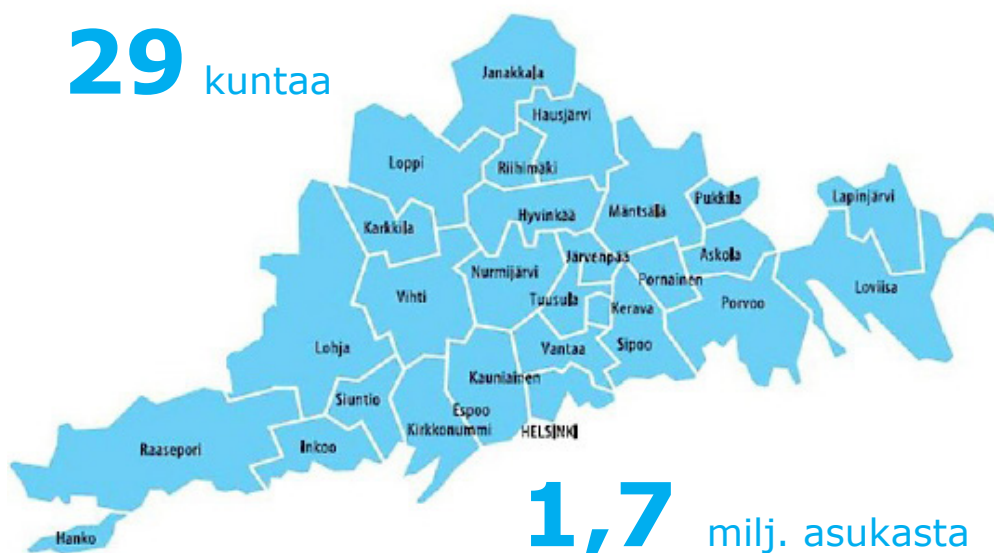 29 kuntaa
Janakkala
Hausjärvi
Loppi
Riihimäki
Karkkila
Hyvinkää
Mäntsälä
Pukkila
Lapinjärvi
Nurmijärvi
Järvenpää
Pornainen
Askola
Vihti
Tuusula
Kerava
Porvoo
Loviisa
Lohja
Vantaa
Sipoo
Kauniainen
Siuntio
Espoo
Kirkkonummi
HELSINKI
Raasepori
Inkoo
Hanko
1,7 milj. asukasta